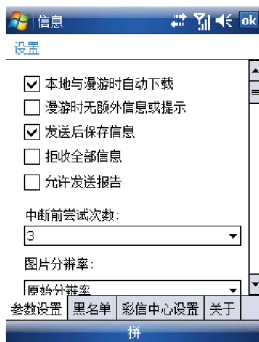 信息 ok
设置
本地与漫游时自动下载
漫游时无额外信息或提示
发送后保存信息
拒收全部信息
允许发送报告
中断前尝试次数:
3
图片分辨率:
原始分辨率
参数设置 黑名单 彩信中心设置 关于
拼